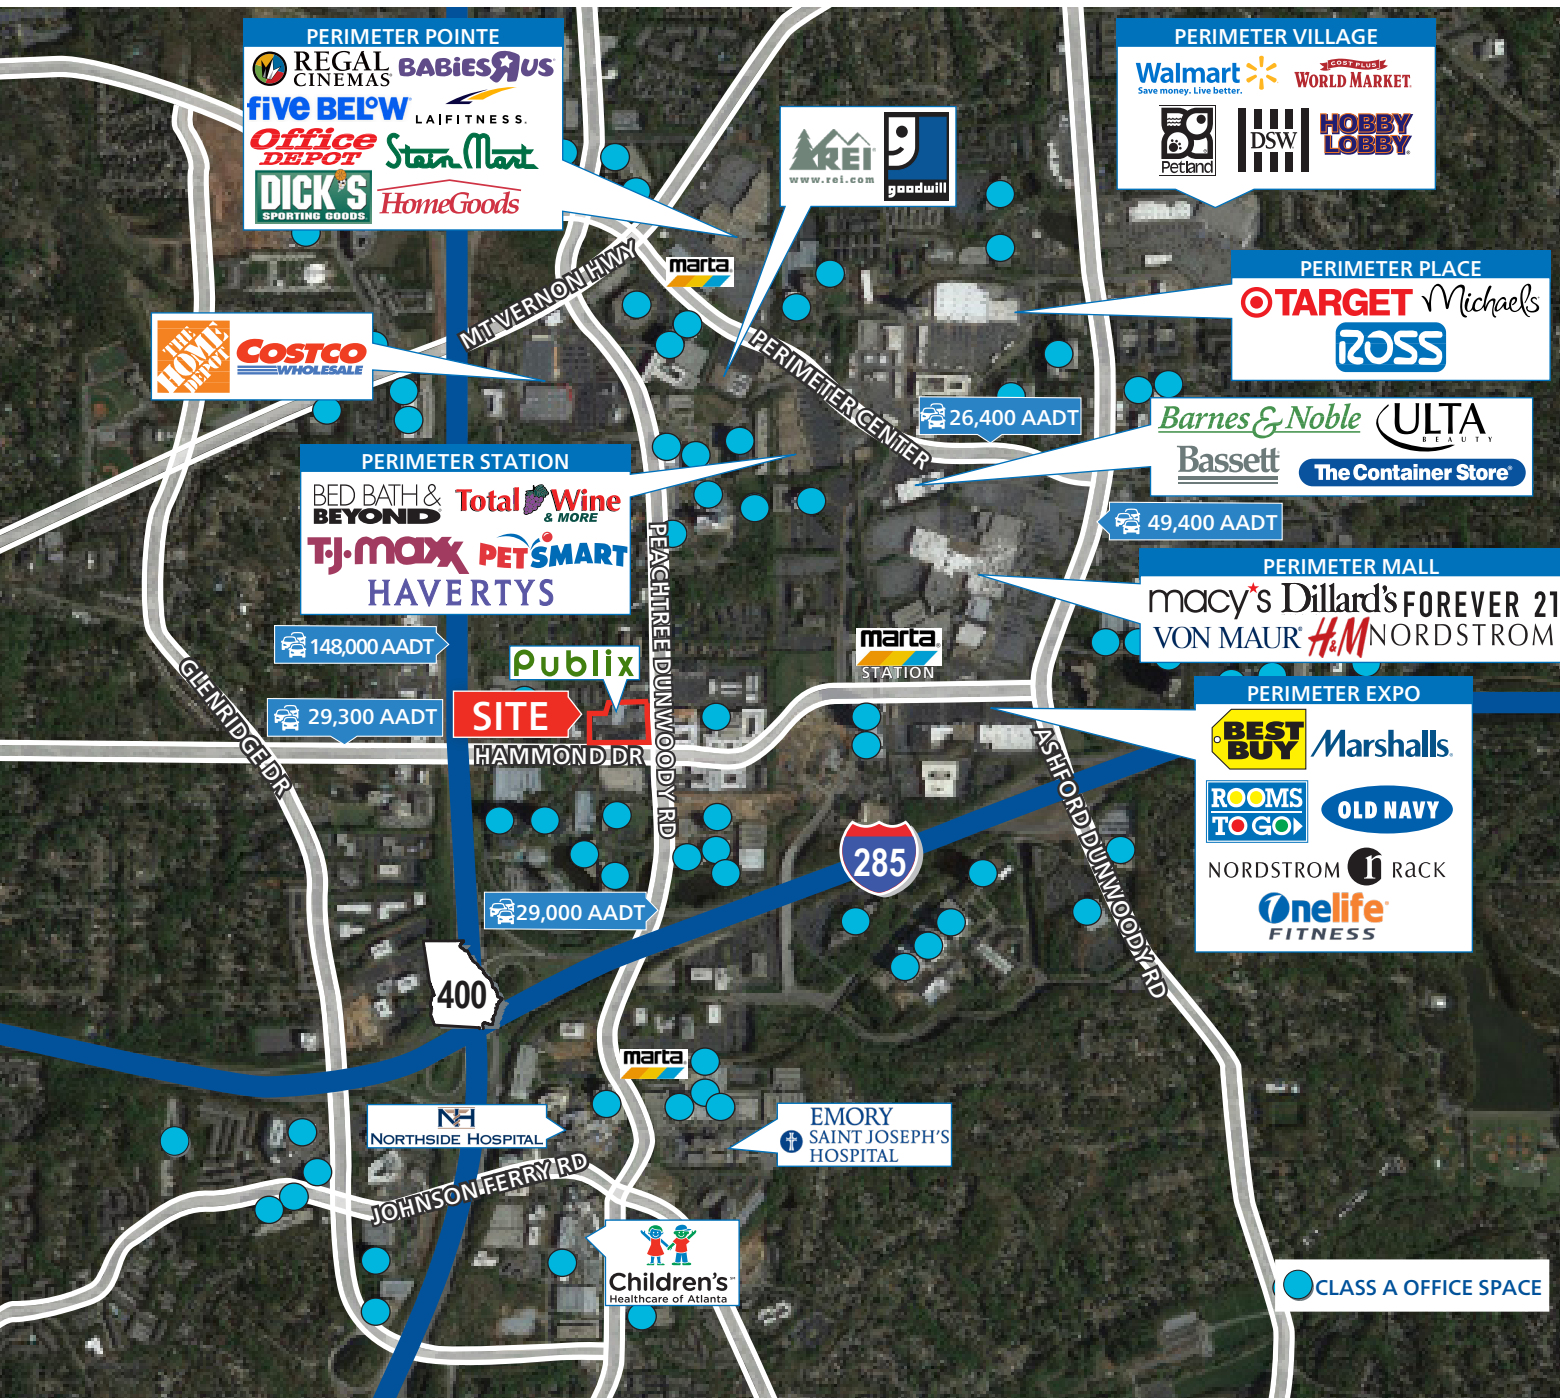 PERIMETER POINTE
REGAL
CINEMAS
BABIES R US
five BELOW
LA|FITNESS.
Office
DEPOT
Stein Mart
DICK'S
SPORTING GOODS
HomeGoods
REI
www.rei.com
goodwill
PERIMETER VILLAGE
Walmart
Save money. Live better.
COST PLUS
WORLD MARKET.
Petland
DSW
HOBBY
LOBBY
marta
MT VERNON HWY
PERIMETER PLACE
TARGET
Michaels
ROSS
THE
HOME
DEPOT
COSTCO
WHOLESALE
PERIMETER CENTER
26,400 AADT
Barnes & Noble
ULTA
BEAUTY
Bassett
The Container Store
PERIMETER STATION
BED BATH &
BEYOND
Total Wine
& MORE
T·J·maxx
PETSMART
HAVERTYS
49,400 AADT
PEACHTREE DUNWOODY RD
PERIMETER MALL
macy's
Dillard's
FOREVER 21
VON MAUR
H&M
NORDSTROM
148,000 AADT
Publix
marta
STATION
GLENRIDGE DR
29,300 AADT
SITE
HAMMOND DR
PERIMETER EXPO
BEST
BUY
Marshalls.
ROOMS
TO GO
OLD NAVY
NORDSTROM r RACK
Onelife
FITNESS
ASHFORD DUNWOODY RD
285
29,000 AADT
400
marta
NH
NORTHSIDE HOSPITAL
EMORY
SAINT JOSEPH'S
HOSPITAL
JOHNSON FERRY RD
Children's
Healthcare of Atlanta
CLASS A OFFICE SPACE